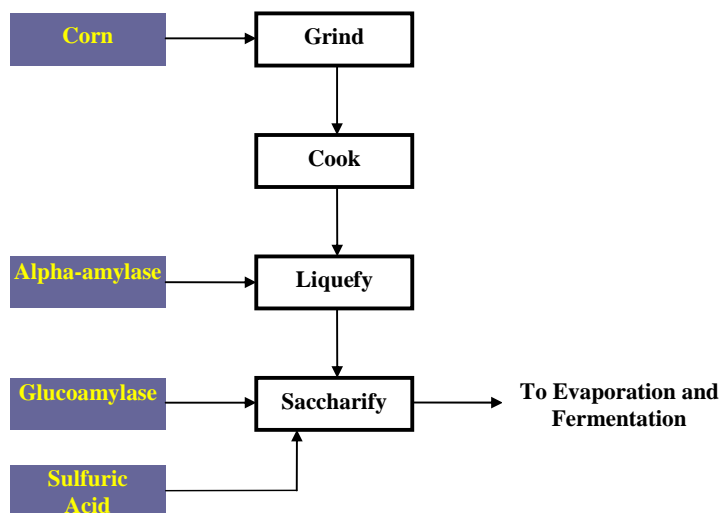 Corn
Grind
Cook
Alpha-amylase
Liquefy
Glucoamylase
Saccharify
To Evaporation and
Fermentation
Sulfuric
Acid